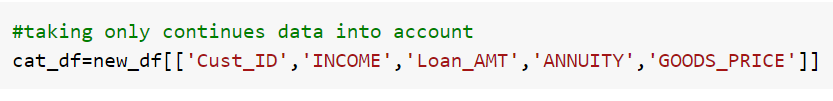 #taking only continues data into account
cat_df=new_df[['Cust_ID','INCOME','Loan_AMT','ANNUITY','GOODS_PRICE']]